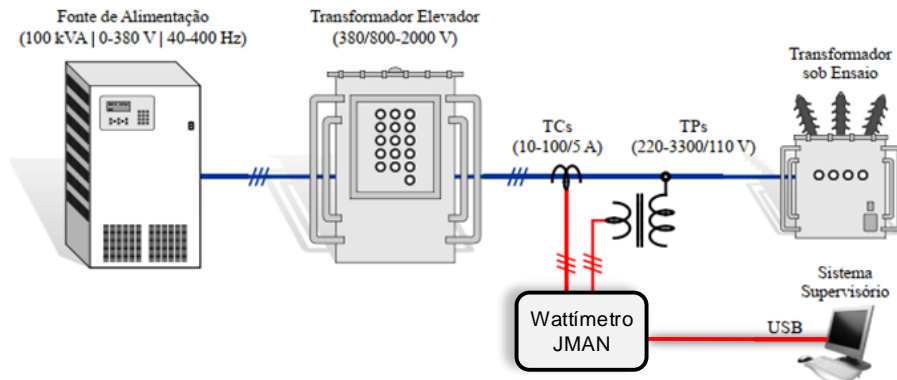 Fonte de Alimentação
(100 kVA | 0-380 V | 40-400 Hz)
Transformador Elevador
(380/800-2000 V)
TCs
(10-100/5 A)
TPs
(220-3300/110 V)
Transformador
sob Ensaio
Wattímetro
JMAN
USB
Sistema
Supervisório